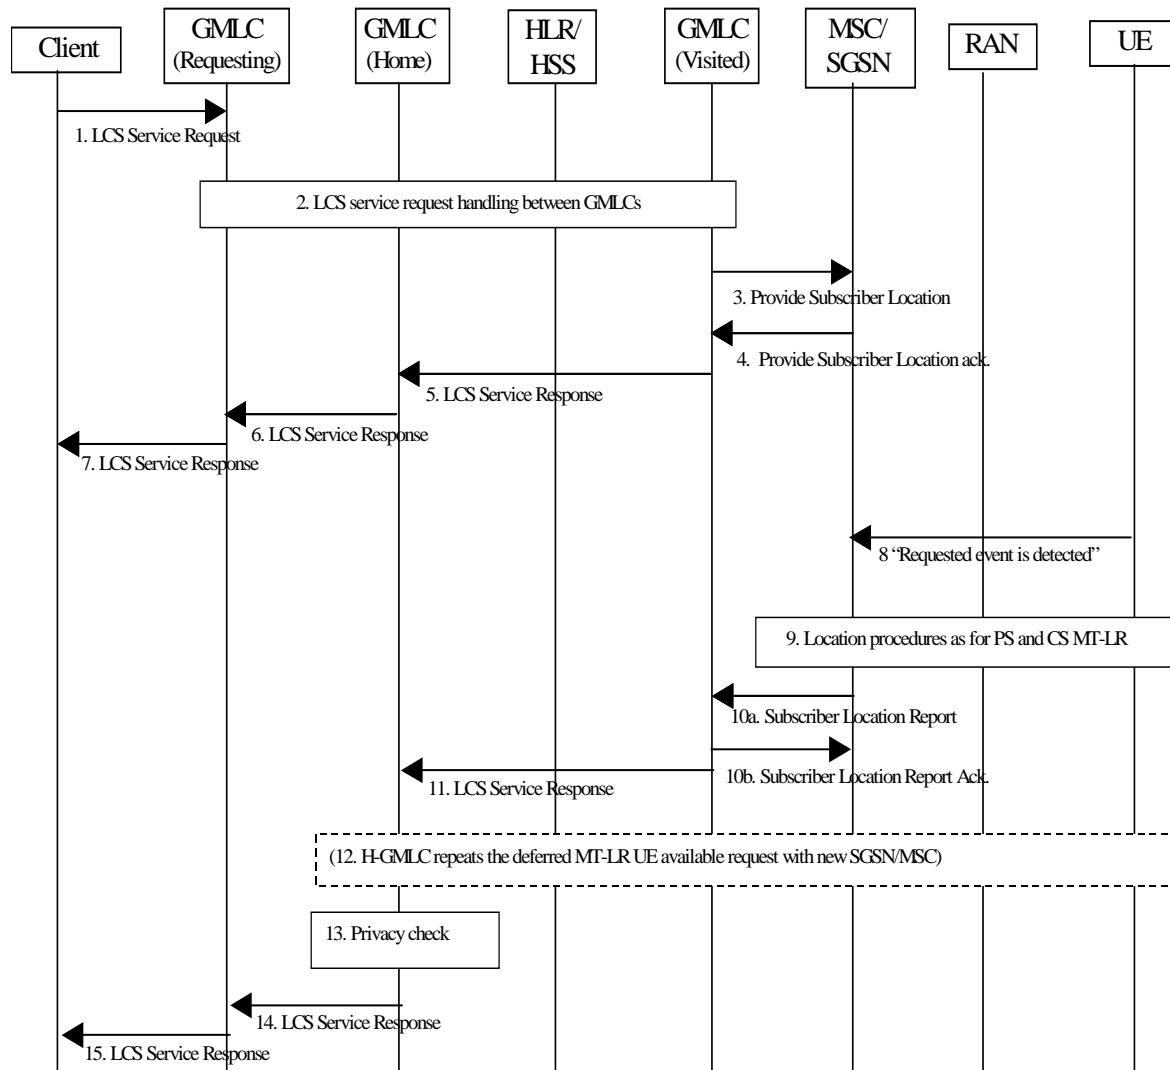 Client
GMLC
(Requesting)
GMLC
(Home)
HLR/
HSS
GMLC
(Visited)
MSC/
SGSN
RAN
UE
1. LCS Service Request
2. LCS service request handling between GMLCs
3. Provide Subscriber Location
4. Provide Subscriber Location ack.
5. LCS Service Response
6. LCS Service Response
7. LCS Service Response
8 “Requested event is detected”
9. Location procedures as for PS and CS MT-LR
10a. Subscriber Location Report
10b. Subscriber Location Report Ack.
11. LCS Service Response
(12. H-GMLC repeats the deferred MT-LR UE available request with new SGSN/MSC)
13. Privacy check
14. LCS Service Response
15. LCS Service Response